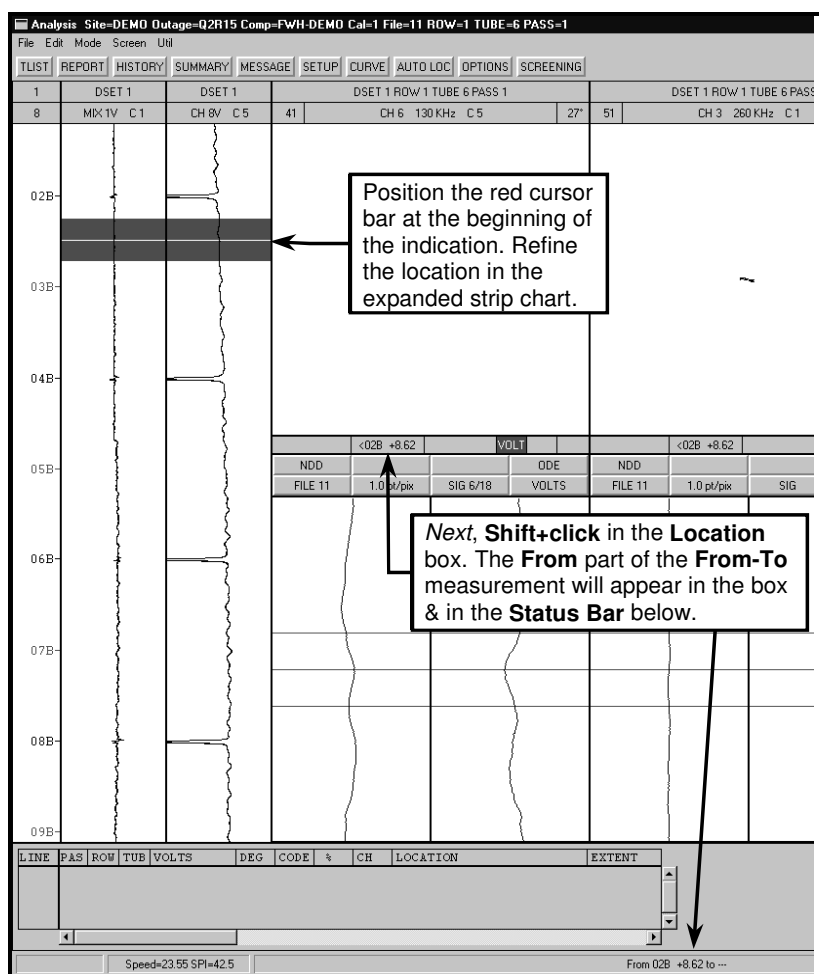 Analysis Site=DEMO Outage=Q2R15 Comp=FWH-DEMO Cal=1 File=11 ROW=1 TUBE=6 PASS=1
File Edit Mode Screen Util
TLIST REPORT HISTORY SUMMARY MESSAGE SETUP CURVE AUTO LOC OPTIONS SCREENING
1 DSET 1 DSET 1 DSET 1 ROW 1 TUBE 6 PASS 1 DSET 1 ROW 1 TUBE 6 PASS
8 MIX 1V C 1 CH 8V C 5 41 CH 6 130 KHz C 5 27° 51 CH 3 260 KHz C 1
02B
Position the red cursor
bar at the beginning of
the indication. Refine
the location in the
expanded strip chart.
03B
04B
<02B +8.62 VOLT <02B +8.62
05B
NDD ODE NDD
FILE 11 1.0 pt/pix SIG 6/18 VOLTS FILE 11 1.0 pt/pix SIG
Next, Shift+click in the Location
box. The From part of the From-To
measurement will appear in the box
& in the Status Bar below.
06B
07B
08B
09B
LINE PAS ROW TUB VOLTS DEG CODE % CH LOCATION EXTENT
Speed=23.55 SPI=42.5 From 02B +8.62 to ---